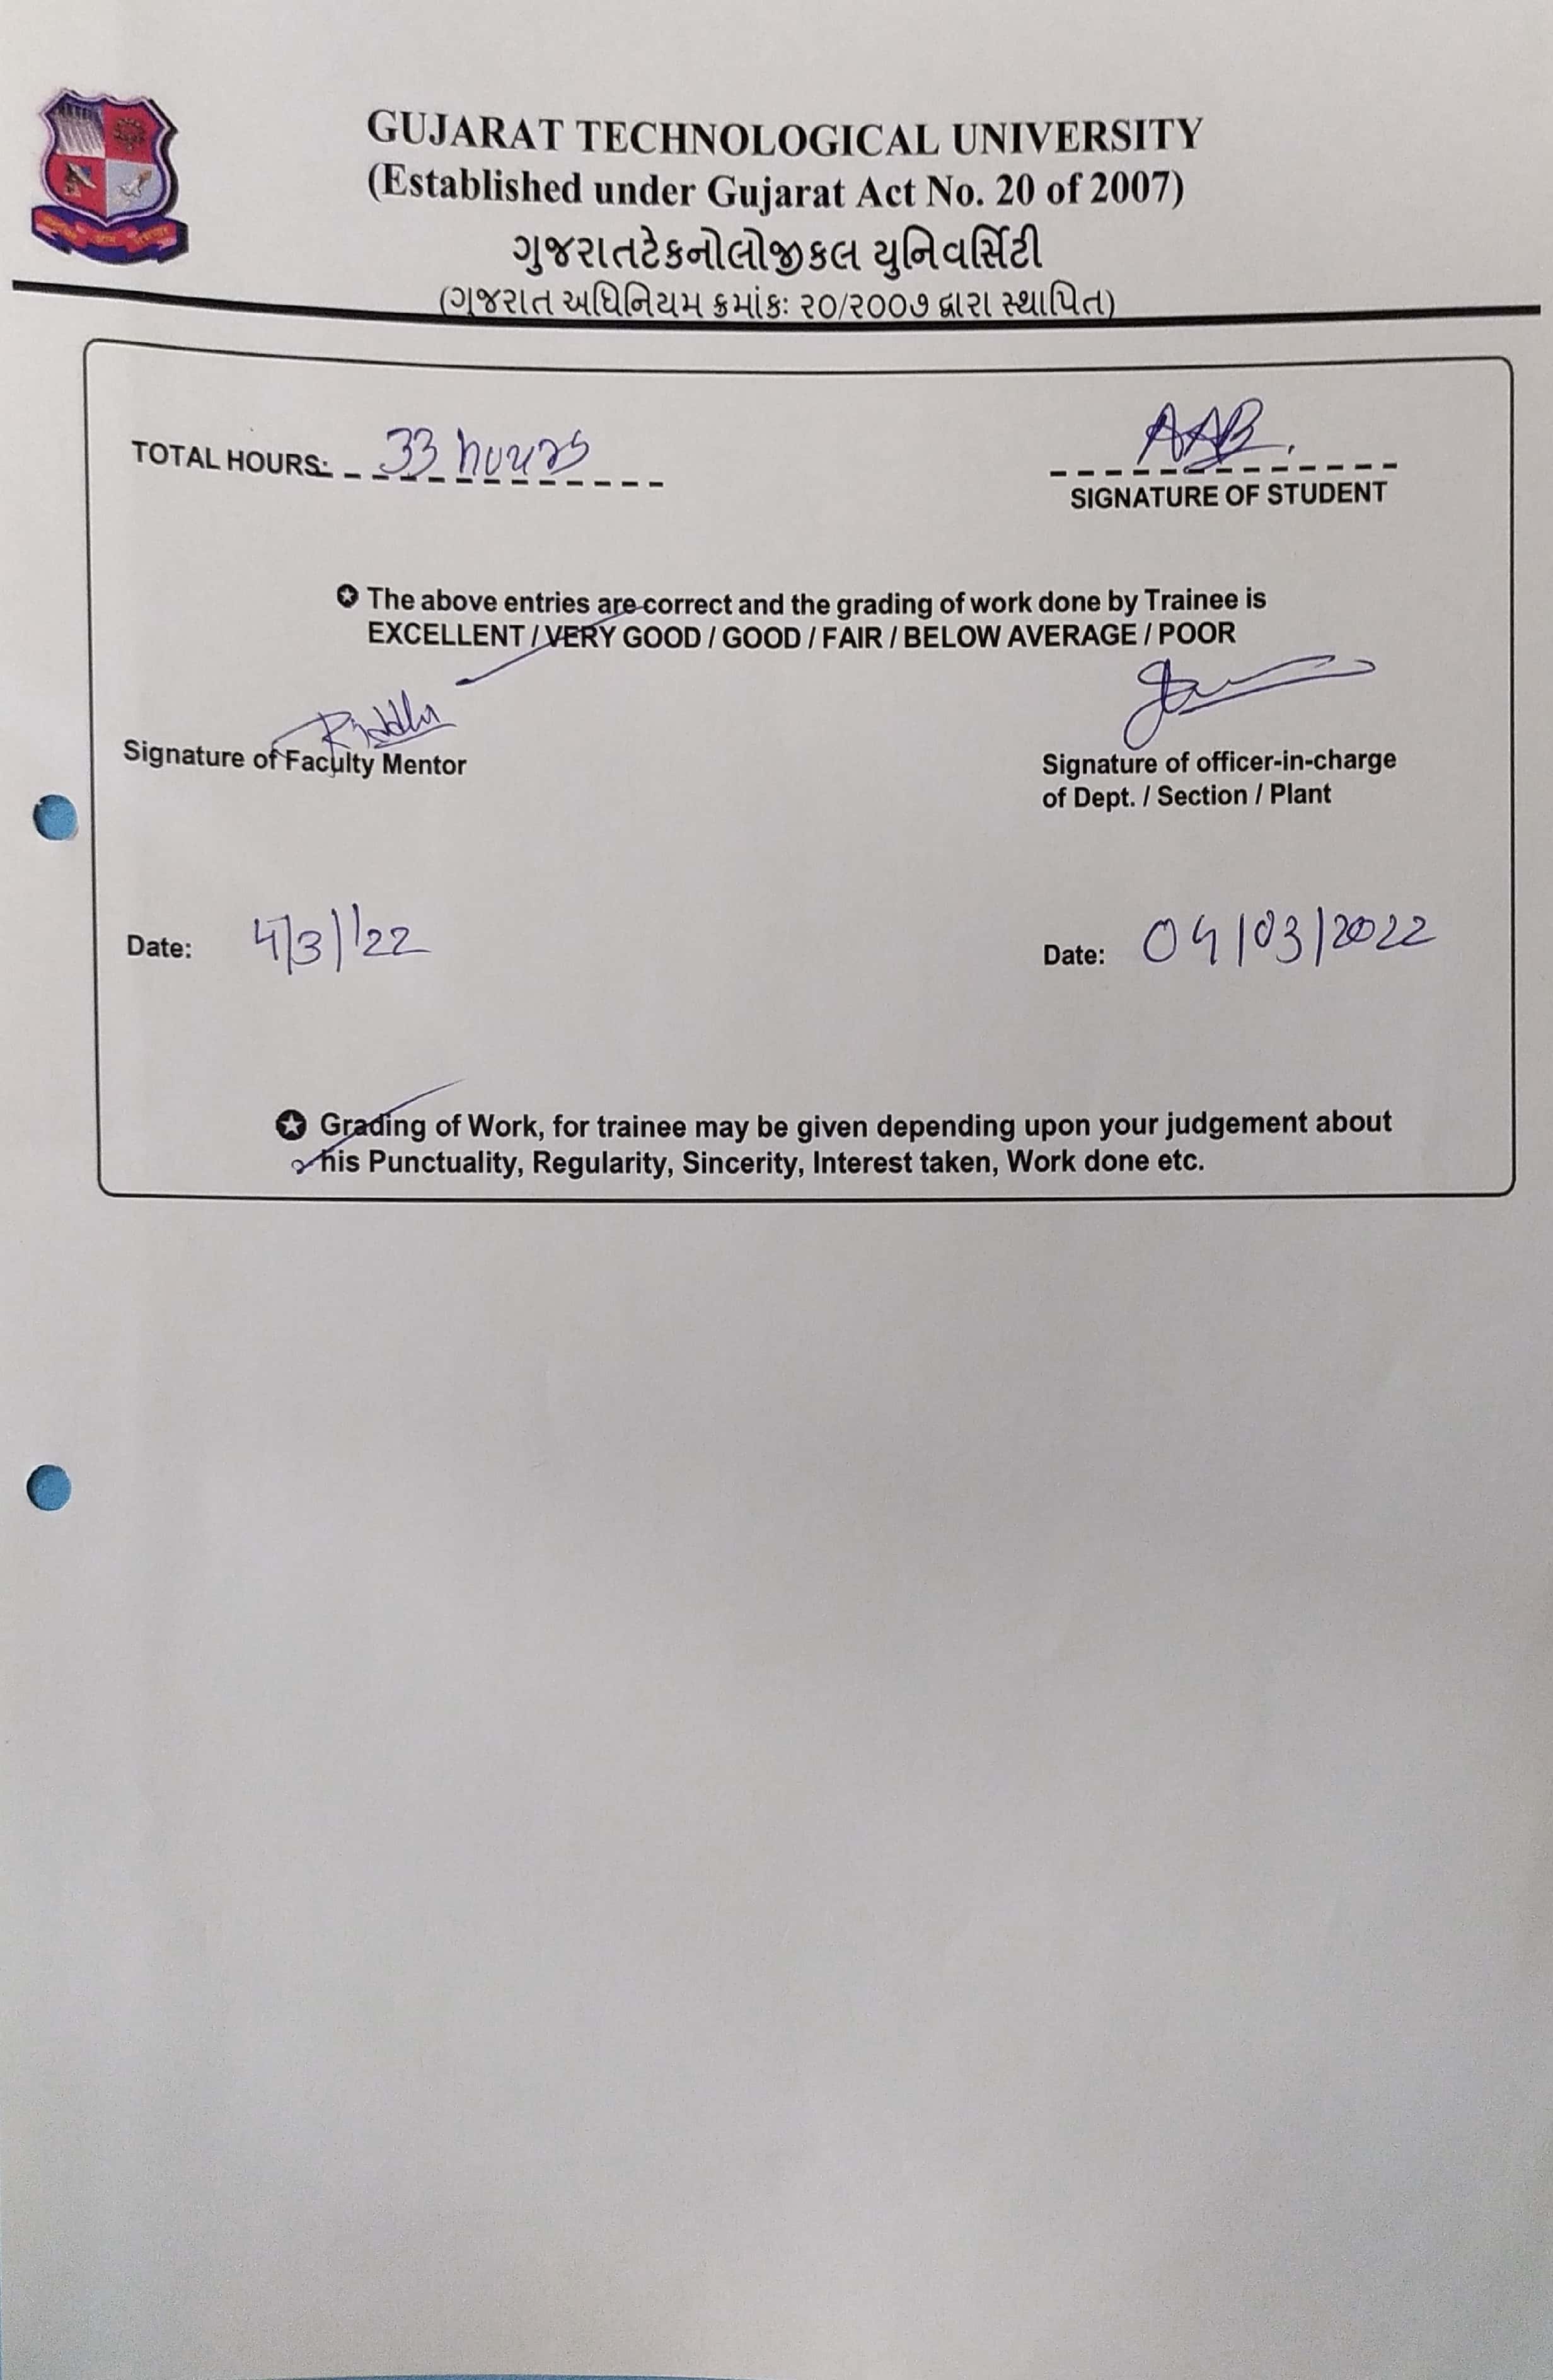 GUJARAT TECHNOLOGICAL UNIVERSITY
(Established under Gujarat Act No. 20 of 2007)
ગુજરાતટેકનોલોજીકલ યુનિવર્સિટી
(ગુજરાત અધિનિયમ ક્રમાંકઃ ૨૦/૨૦૦૭ દ્વારા સ્થાપિત)
TOTAL HOURS: 33 hours
AAB.
SIGNATURE OF STUDENT
The above entries are correct and the grading of work done by Trainee is
EXCELLENT / VERY GOOD / GOOD / FAIR / BELOW AVERAGE / POOR
Signature of Faculty Mentor
Signature of officer-in-charge
of Dept. / Section / Plant
Date: 4/3/'22
Date: 04/03/2022
Grading of Work, for trainee may be given depending upon your judgement about
his Punctuality, Regularity, Sincerity, Interest taken, Work done etc.